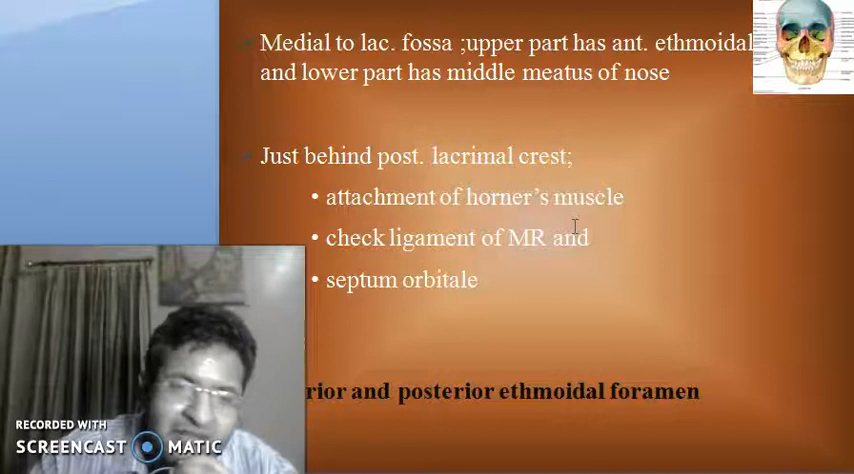 Medial to lac. fossa ;upper part has ant. ethmoidal
and lower part has middle meatus of nose
Just behind post. lacrimal crest;
• attachment of horner’s muscle
• check ligament of MR and
• septum orbitale
rior and posterior ethmoidal foramen
RECORDED WITH
SCREENCAST MATIC